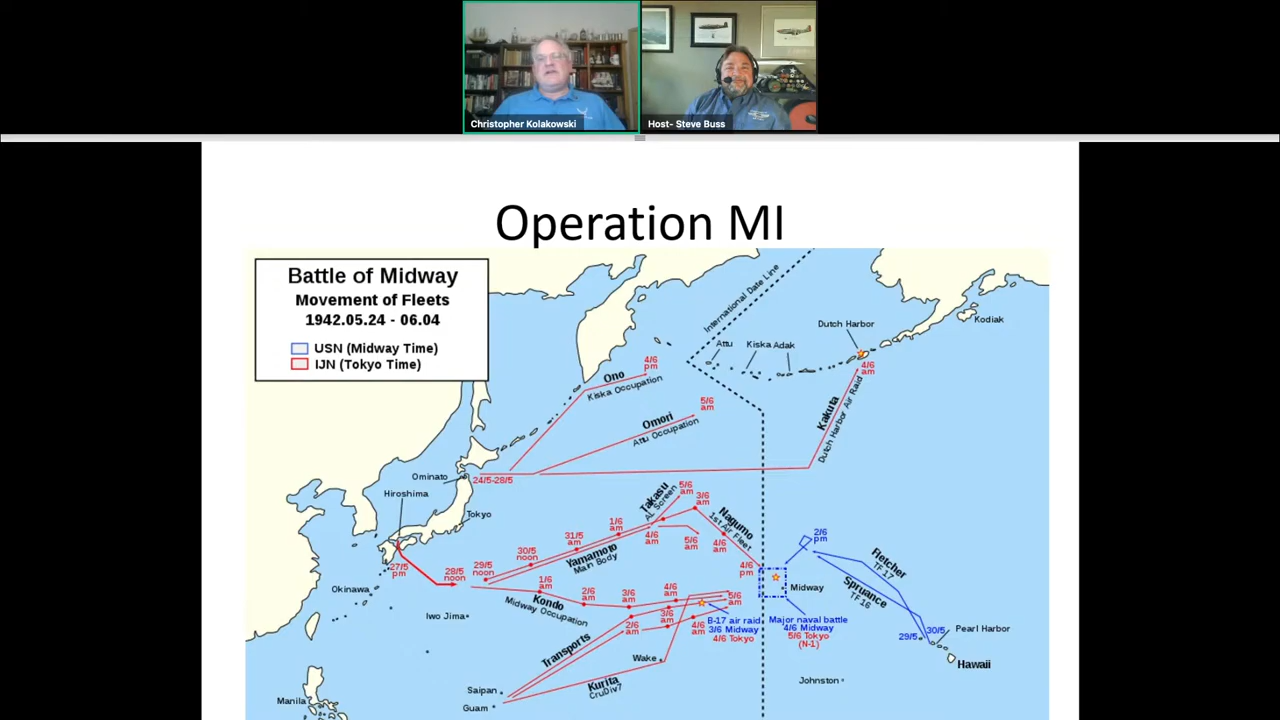 Christopher Kolakowski
Host- Steve Buss
Operation MI
Battle of Midway
Movement of Fleets
1942.05.24 - 06.04
USN (Midway Time)
IJN (Tokyo Time)
International Date Line
Dutch Harbor
Kodiak
Attu
Kiska
Adak
4/6
pm
Ono
Kiska Occupation
4/6
am
5/6
am
Omori
Attu Occupation
Kakuta
Dutch Harbor Air Raid
Ominato
24/5-28/5
Hiroshima
Tokyo
Takasu
AL Screen
5/6
am
3/6
am
Nagumo
1st Air Fleet
1/6
am
31/5
am
4/6
am
5/6
am
4/6
am
2/6
pm
30/5
noon
Yamamoto
Main Body
Fletcher
TF 17
27/5
pm
28/5
noon
29/5
noon
4/6
pm
Midway
Spruance
TF 16
Okinawa
1/6
am
2/6
am
3/6
am
4/6
am
5/6
am
Kondo
Midway Occupation
Iwo Jima
2/6
am
3/6
am
4/6
am
B-17 air raid
3/6 Midway
4/6 Tokyo
Major naval battle
4/6 Midway
5/6 Tokyo
(N-1)
29/5
30/5
Pearl Harbor
Transports
Wake
Hawaii
Kurita
CruDiv7
Johnston
Saipan
Guam
Manila